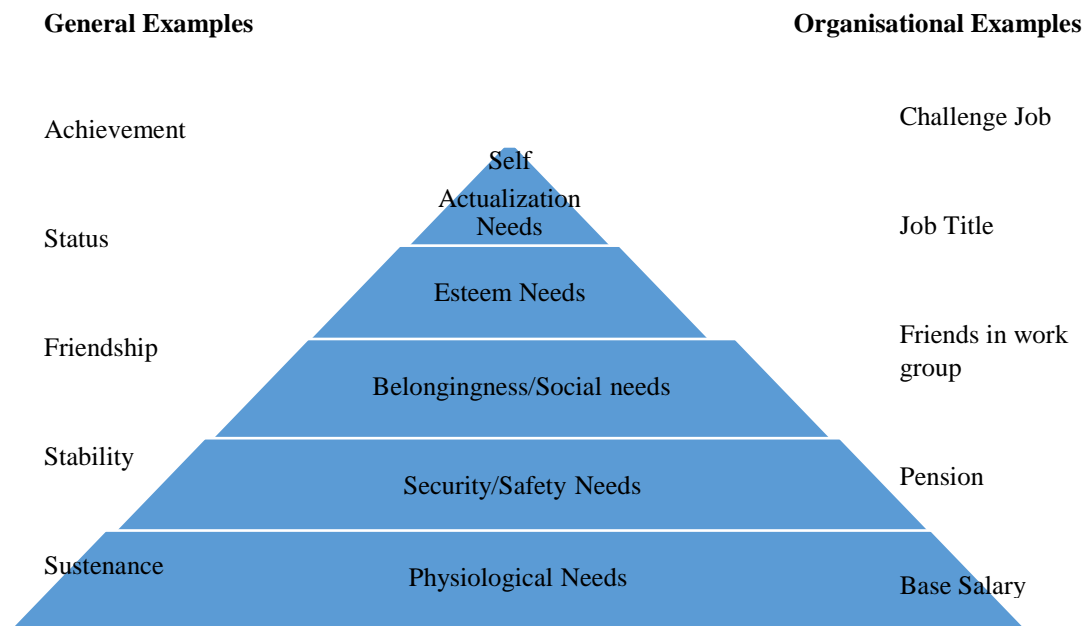 General Examples
Organisational Examples
Achievement
Challenge Job
Self
Actualization
Needs
Status
Job Title
Esteem Needs
Friendship
Friends in work
group
Belongingness/Social needs
Stability
Pension
Security/Safety Needs
Sustenance
Physiological Needs
Base Salary